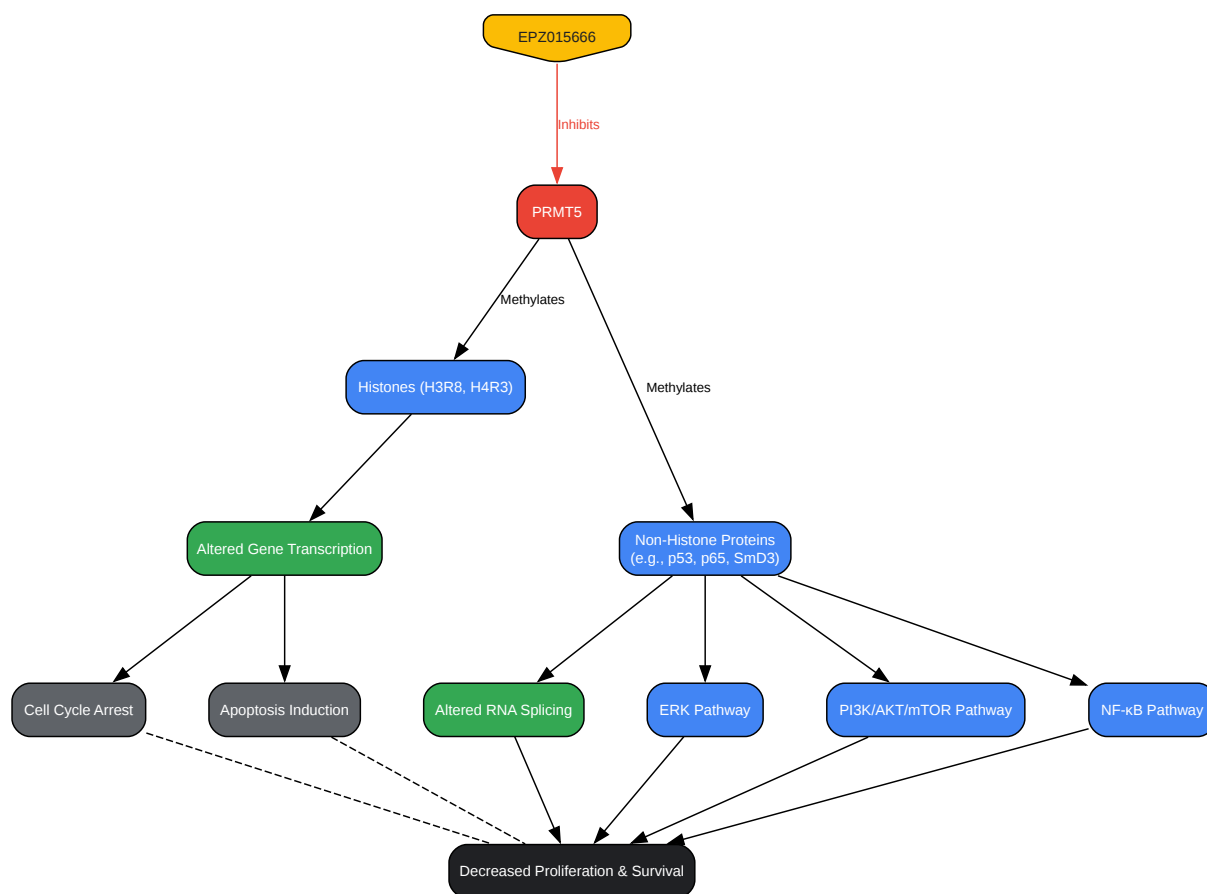 EPZ015666
Inhibits
PRMT5
Methylates
Histones (H3R8, H4R3)
Methylates
Altered Gene Transcription
Non-Histone Proteins
(e.g., p53, p65, SmD3)
Cell Cycle Arrest
Apoptosis Induction
Altered RNA Splicing
ERK Pathway
PI3K/AKT/mTOR Pathway
NF-κB Pathway
Decreased Proliferation & Survival